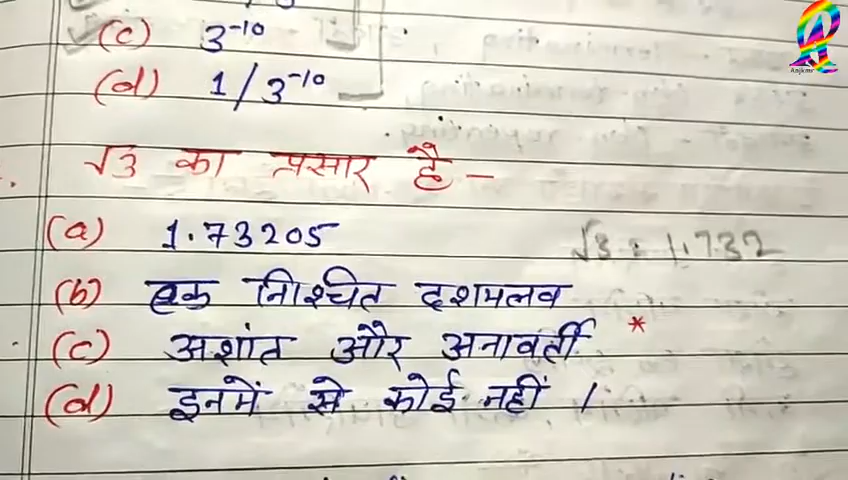 (c) 3⁻¹⁰
(d) 1/3⁻¹⁰
√3 का प्रसार है –
(a) 1.73205
√3 = 1.732
(b) एक निश्चित दशमलव
(c) अशांत और अनावर्ती *
(d) इनमें से कोई नहीं ।